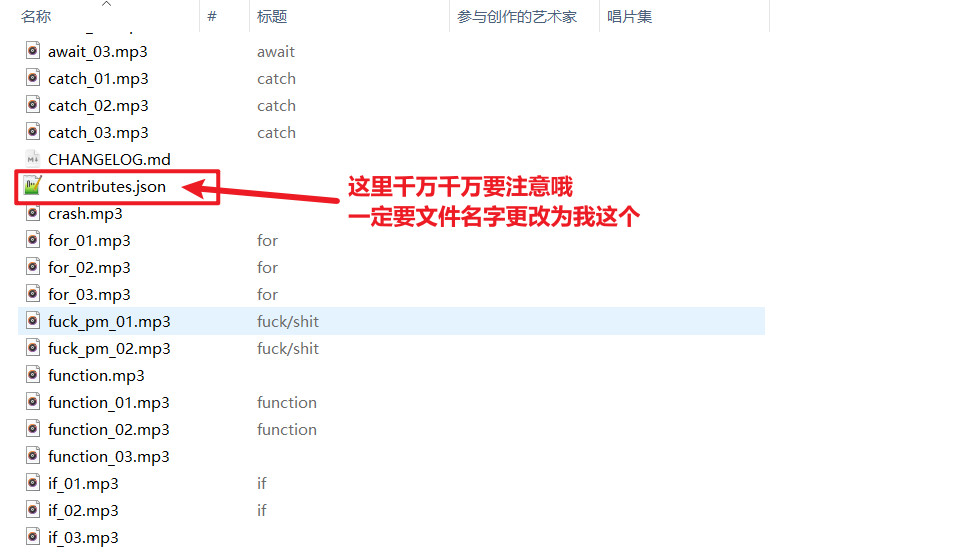 名称 # 标题 参与创作的艺术家 唱片集
await_03.mp3 await
catch_01.mp3 catch
catch_02.mp3 catch
catch_03.mp3 catch
CHANGELOG.md
contributes.json 这里千万千万要注意哦
一定要文件名字更改为我这个
crash.mp3
for_01.mp3 for
for_02.mp3 for
for_03.mp3 for
fuck_pm_01.mp3 fuck/shit
fuck_pm_02.mp3 fuck/shit
function.mp3
function_01.mp3 function
function_02.mp3 function
function_03.mp3
if_01.mp3 if
if_02.mp3 if
if_03.mp3